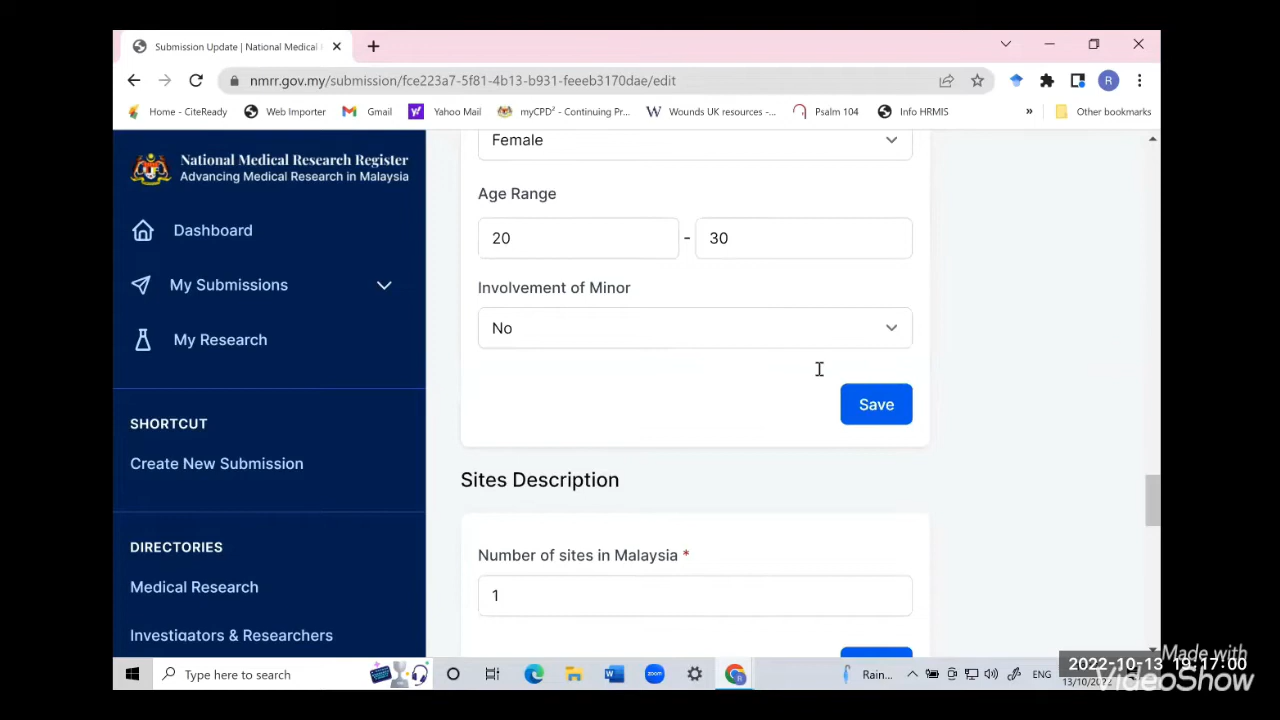 Submission Update | National Medical
nmrr.gov.my/submission/fce223a7-5f81-4b13-b931-feeeb3170dae/edit
R
Home - CiteReady
Web Importer
Gmail
Yahoo Mail
myCPD² - Continuing Pr...
W
Wounds UK resources -...
Psalm 104
Info HRMIS
»
Other bookmarks
National Medical Research Register
Advancing Medical Research in Malaysia
Dashboard
My Submissions
My Research
SHORTCUT
Create New Submission
DIRECTORIES
Medical Research
Investigators & Researchers
Female
Age Range
20 - 30
Involvement of Minor
No
Save
Sites Description
Number of sites in Malaysia *
1
Type here to search
zoom
Rain...
ENG
2022-10-13 19:17:00
13/10/2022
Made with
VideoShow